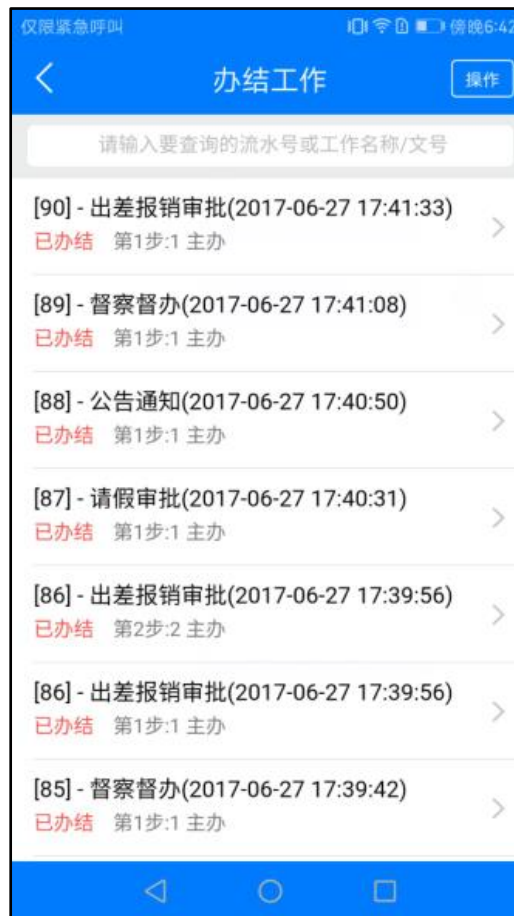 仅限紧急呼叫 傍晚6:42
办结工作 操作
请输入要查询的流水号或工作名称/文号
[90] - 出差报销审批(2017-06-27 17:41:33)
已办结 第1步:1 主办
[89] - 督察督办(2017-06-27 17:41:08)
已办结 第1步:1 主办
[88] - 公告通知(2017-06-27 17:40:50)
已办结 第1步:1 主办
[87] - 请假审批(2017-06-27 17:40:31)
已办结 第1步:1 主办
[86] - 出差报销审批(2017-06-27 17:39:56)
已办结 第2步:2 主办
[86] - 出差报销审批(2017-06-27 17:39:56)
已办结 第1步:1 主办
[85] - 督察督办(2017-06-27 17:39:42)
已办结 第1步:1 主办